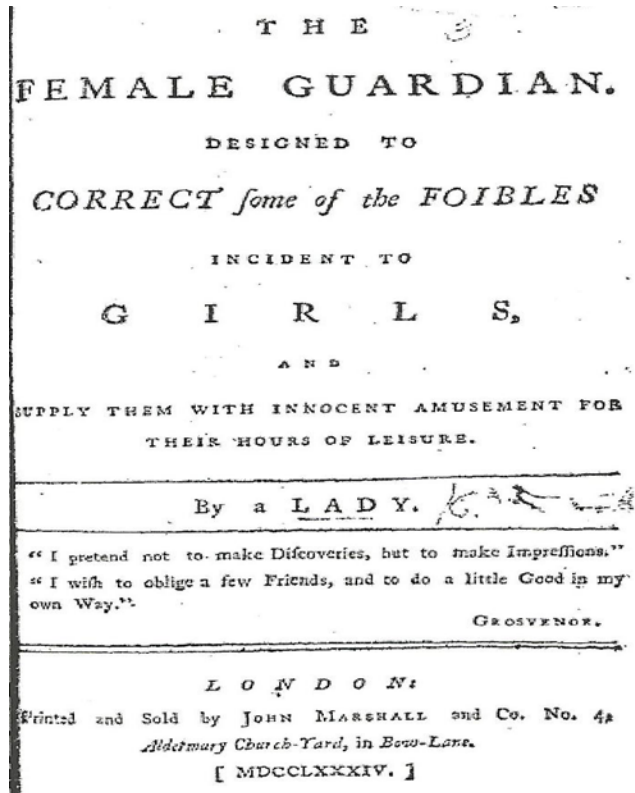 THE
FEMALE GUARDIAN.
DESIGNED TO
CORRECT ſome of the FOIBLES
INCIDENT TO
GIRLS,
AND
SUPPLY THEM WITH INNOCENT AMUSEMENT FOR
THEIR HOURS OF LEISURE.
By a LADY.
“ I pretend not to make Diſcoveries, but to make Impreſſions.”
“ I wiſh to oblige a few Friends, and to do a little Good in my
own Way.”
GROSVENOR.
LONDON:
Printed and Sold by JOHN MARSHALL and Co. No. 4,
Aldermary Church-Yard, in Bow-Lane.
[ MDCCLXXXIV. ]